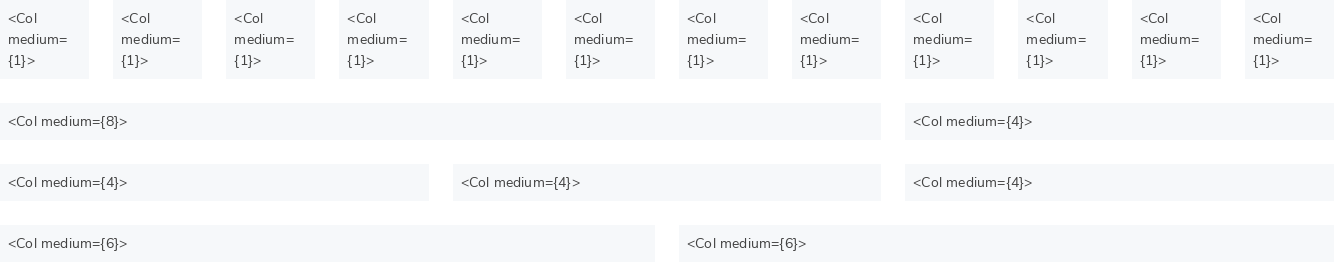 <Col
medium=
{1}>
<Col
medium=
{1}>
<Col
medium=
{1}>
<Col
medium=
{1}>
<Col
medium=
{1}>
<Col
medium=
{1}>
<Col
medium=
{1}>
<Col
medium=
{1}>
<Col
medium=
{1}>
<Col
medium=
{1}>
<Col
medium=
{1}>
<Col
medium=
{1}>
<Col medium={8}>
<Col medium={4}>
<Col medium={4}>
<Col medium={4}>
<Col medium={4}>
<Col medium={6}>
<Col medium={6}>